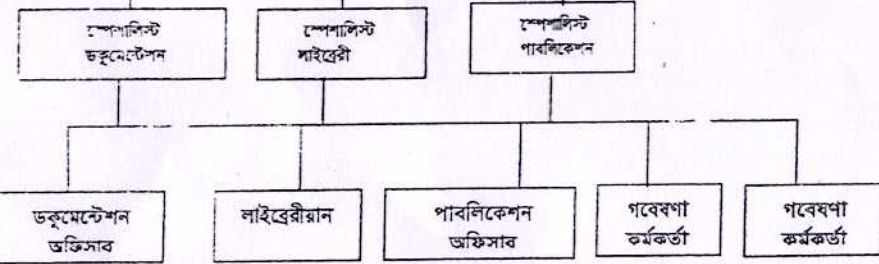 স্পেশালিস্ট
ডকুমেন্টেশন
স্পেশালিস্ট
লাইব্রেরী
স্পেশালিস্ট
পাবলিকেশন
ডকুমেন্টেশন
অফিসাব
লাইব্রেরীয়ান
পাবলিকেশন
অফিসাব
গবেষণা
কর্মকর্তা
গবেষণা
কর্মকর্তা